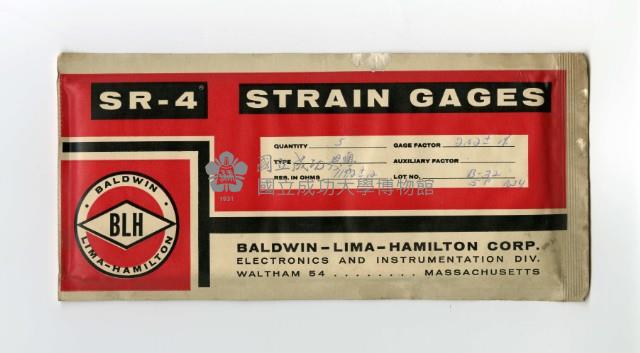 SR-4® STRAIN GAGES
QUANTITY 5 GAGE FACTOR
TYPE AUXILIARY FACTOR
RES. IN OHMS LOT NO. B-32
國立成功大學博物館
1931
BALDWIN
BLH
LIMA-HAMILTON
BALDWIN-LIMA-HAMILTON CORP.
ELECTRONICS AND INSTRUMENTATION DIV.
WALTHAM 54 ........ MASSACHUSETTS